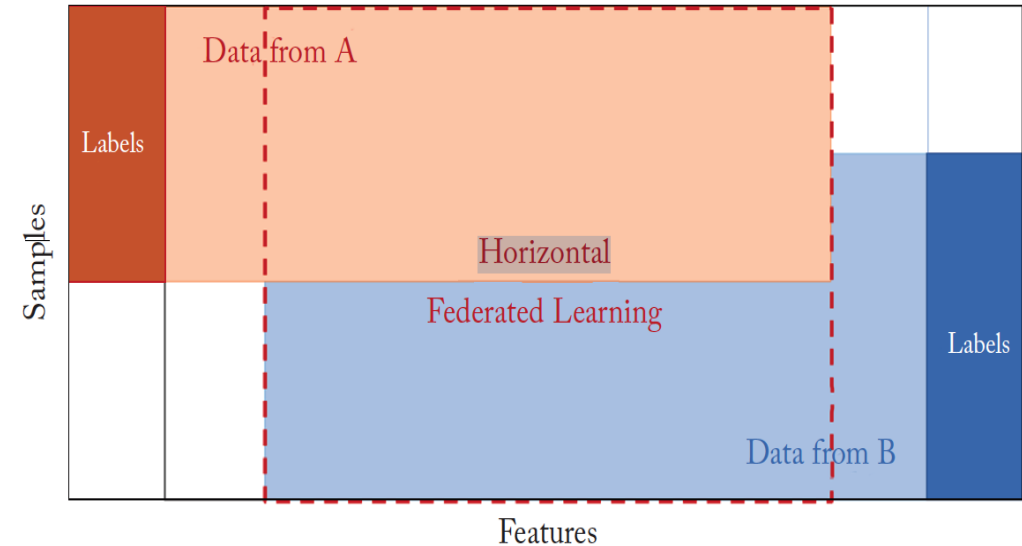 Data from A
Labels
Horizontal
Federated Learning
Labels
Data from B
Samples
Features